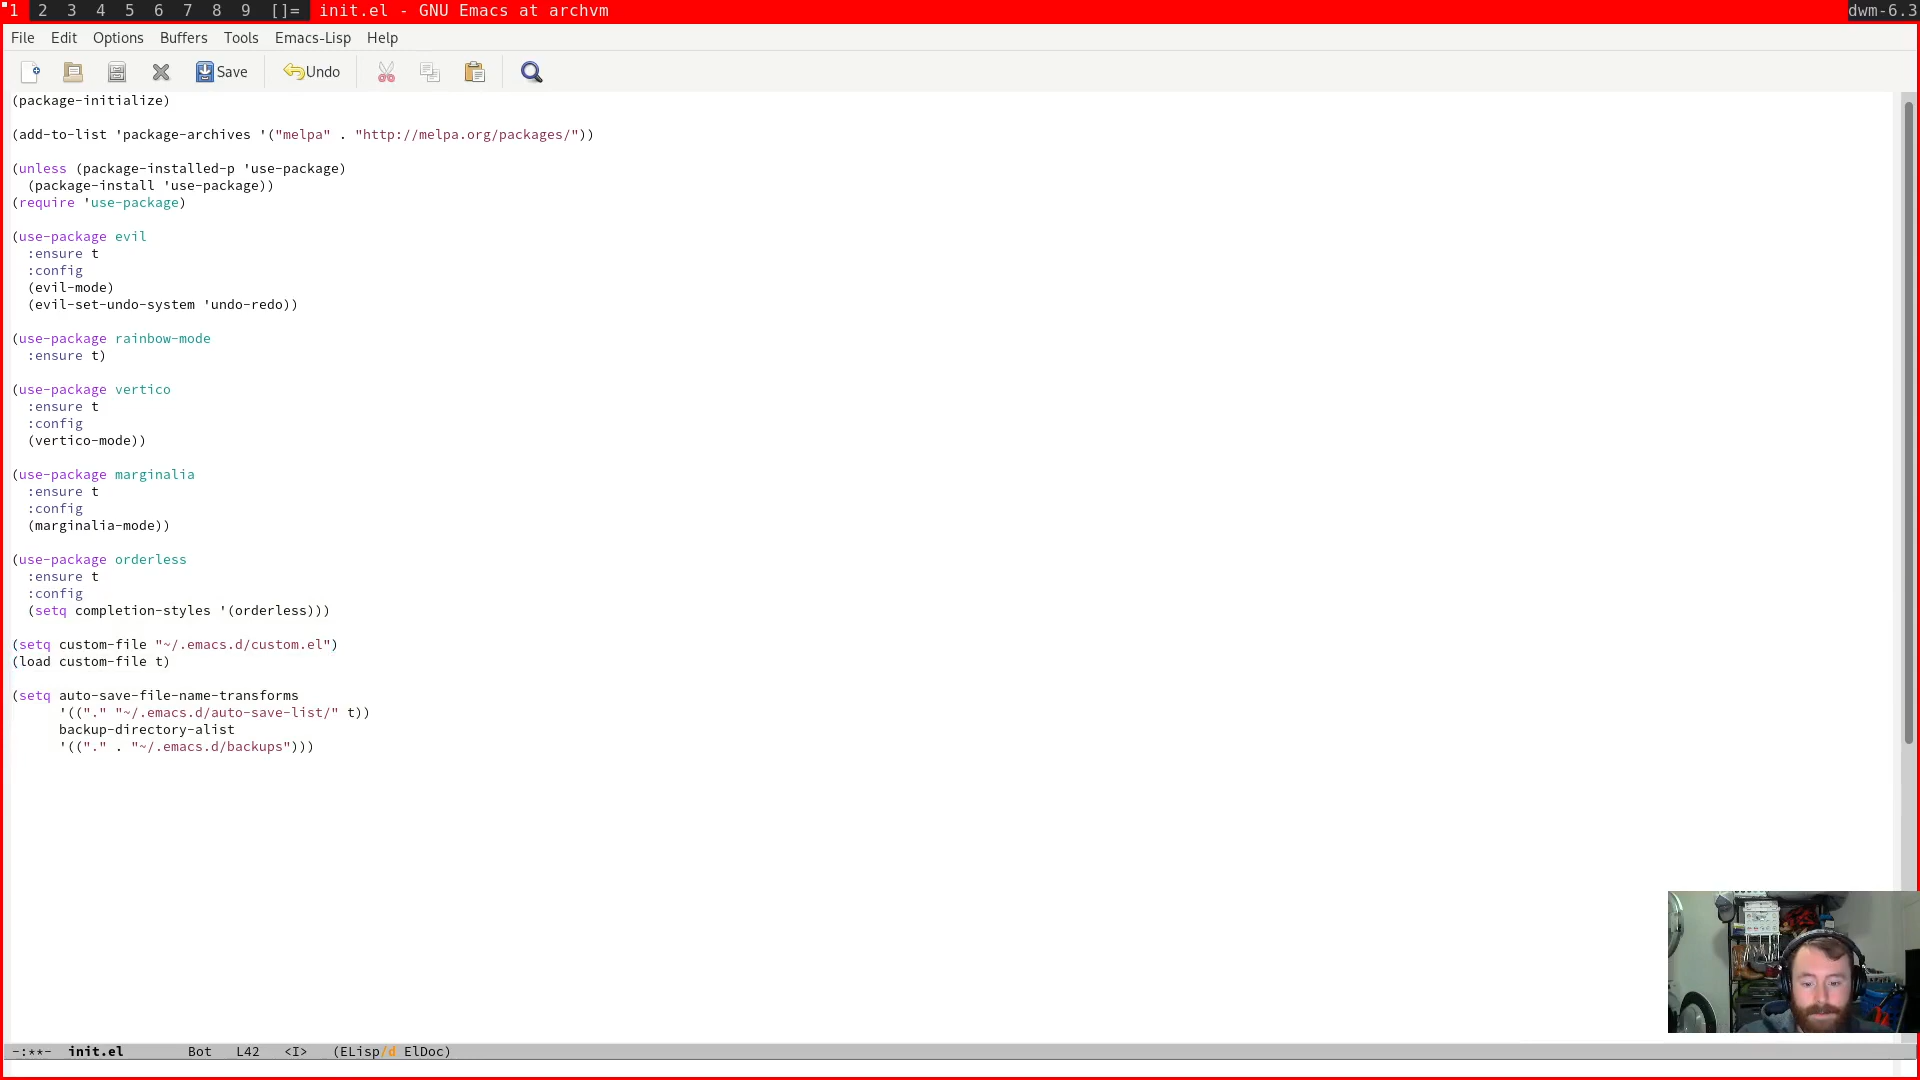 1 2 3 4 5 6 7 8 9 []= init.el - GNU Emacs at archvm dwm-6.3
File Edit Options Buffers Tools Emacs-Lisp Help
Save Undo
(package-initialize)
(add-to-list 'package-archives '("melpa" . "http://melpa.org/packages/"))
(unless (package-installed-p 'use-package)
  (package-install 'use-package))
(require 'use-package)
(use-package evil
  :ensure t
  :config
  (evil-mode)
  (evil-set-undo-system 'undo-redo))
(use-package rainbow-mode
  :ensure t)
(use-package vertico
  :ensure t
  :config
  (vertico-mode))
(use-package marginalia
  :ensure t
  :config
  (marginalia-mode))
(use-package orderless
  :ensure t
  :config
  (setq completion-styles '(orderless)))
(setq custom-file "~/.emacs.d/custom.el")
(load custom-file t)
(setq auto-save-file-name-transforms
      '(("." "~/.emacs.d/auto-save-list/" t))
      backup-directory-alist
      '(("." . "~/.emacs.d/backups")))
-:**-  init.el        Bot   L42   <I>   (ELisp/d ElDoc)